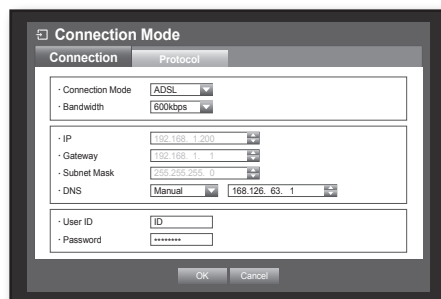 Connection Mode
Connection Protocol
· Connection Mode ADSL
· Bandwidth 600kbps
· IP 192.168. 1.200
· Gateway 192.168. 1. 1
· Subnet Mask 255.255.255. 0
· DNS Manual 168.126. 63. 1
· User ID ID
· Password ********
OK Cancel